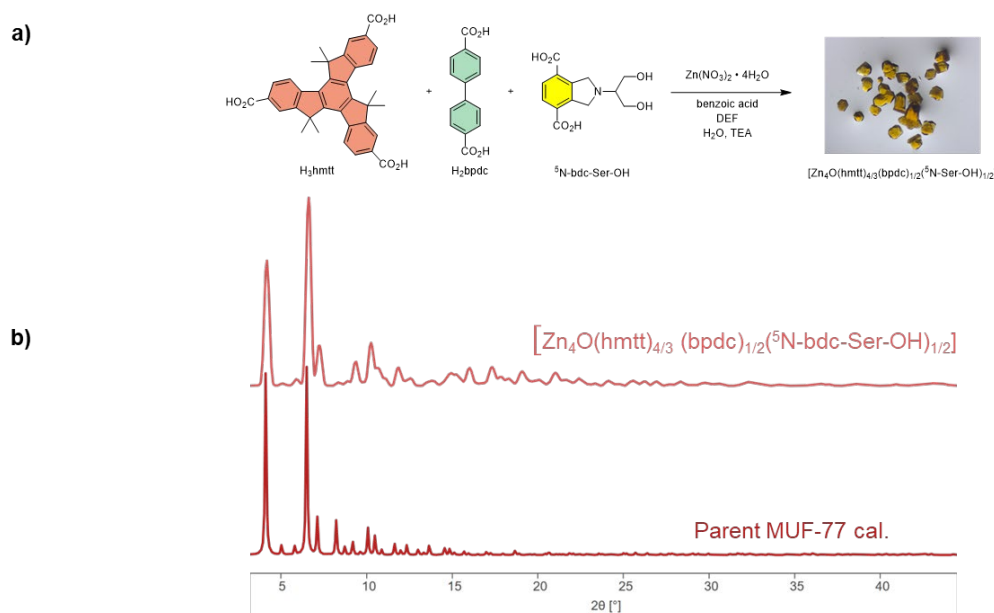 a)
CO₂H
CO₂H
HO₂C
CO₂H
H₃hmtt
+
CO₂H
CO₂H
H₂bpdc
+
HO₂C
CO₂H
N
OH
OH
⁵N-bdc-Ser-OH
Zn(NO₃)₂ • 4H₂O
benzoic acid
DEF
H₂O, TEA
[Zn₄O(hmtt)₄/₃(bpdc)₁/₂(⁵N-Ser-OH)₁/₂
b)
[Zn₄O(hmtt)₄/₃ (bpdc)₁/₂(⁵N-bdc-Ser-OH)₁/₂]
Parent MUF-77 cal.
5 10 15 20 25 30 35 40
2θ [°]